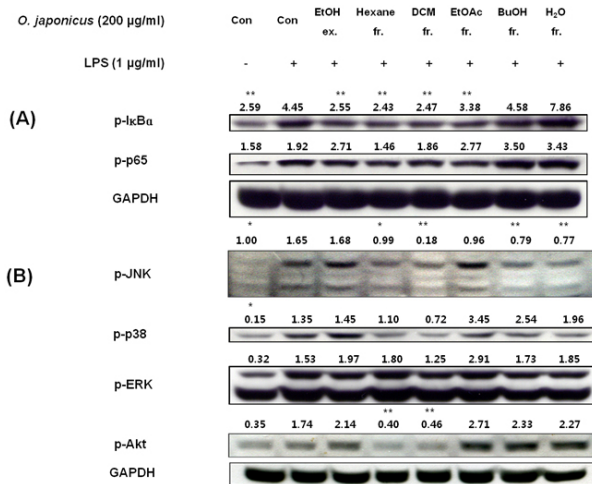 O. japonicus (200 µg/ml) Con Con EtOH ex. Hexane fr. DCM fr. EtOAc fr. BuOH fr. H₂O fr.
LPS (1 µg/ml) - + + + + + + +
** ** ** ** **
2.59 4.45 2.55 2.43 2.47 3.38 4.58 7.86
(A)
p-IκBα
1.58 1.92 2.71 1.46 1.86 2.77 3.50 3.43
p-p65
GAPDH
* * ** ** **
1.00 1.65 1.68 0.99 0.18 0.96 0.79 0.77
(B)
p-JNK
*
0.15 1.35 1.45 1.10 0.72 3.45 2.54 1.96
p-p38
0.32 1.53 1.97 1.80 1.25 2.91 1.73 1.85
p-ERK
** **
0.35 1.74 2.14 0.40 0.46 2.71 2.33 2.27
p-Akt
GAPDH